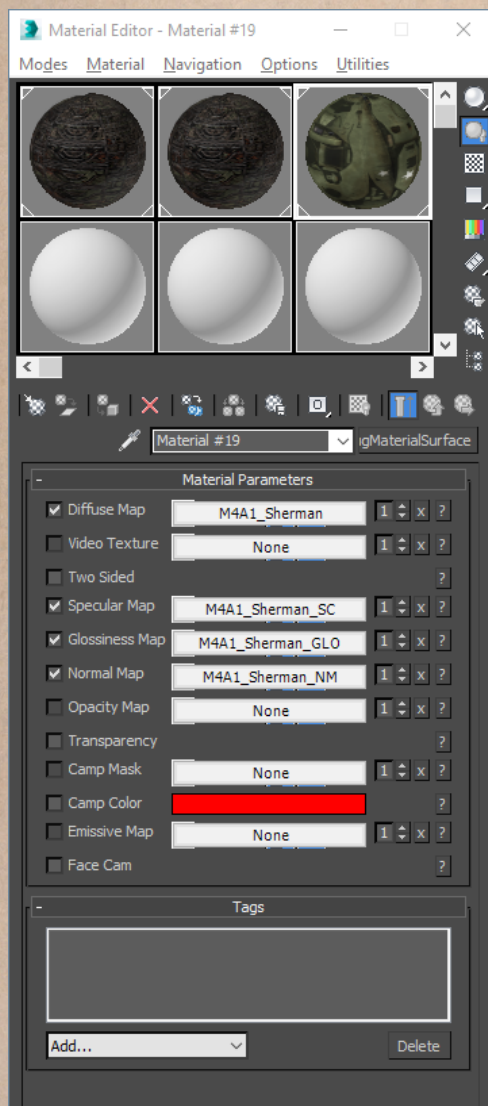 Material Editor - Material #19
Modes Material Navigation Options Utilities
Material #19 igMaterialSurface
- Material Parameters
Diffuse Map M4A1_Sherman 1 x ?
Video Texture None 1 x ?
Two Sided ?
Specular Map M4A1_Sherman_SC 1 x ?
Glossiness Map M4A1_Sherman_GLO 1 x ?
Normal Map M4A1_Sherman_NM 1 x ?
Opacity Map None 1 x ?
Transparency ?
Camp Mask None 1 x ?
Camp Color ?
Emissive Map None 1 x ?
Face Cam ?
- Tags
Add... Delete